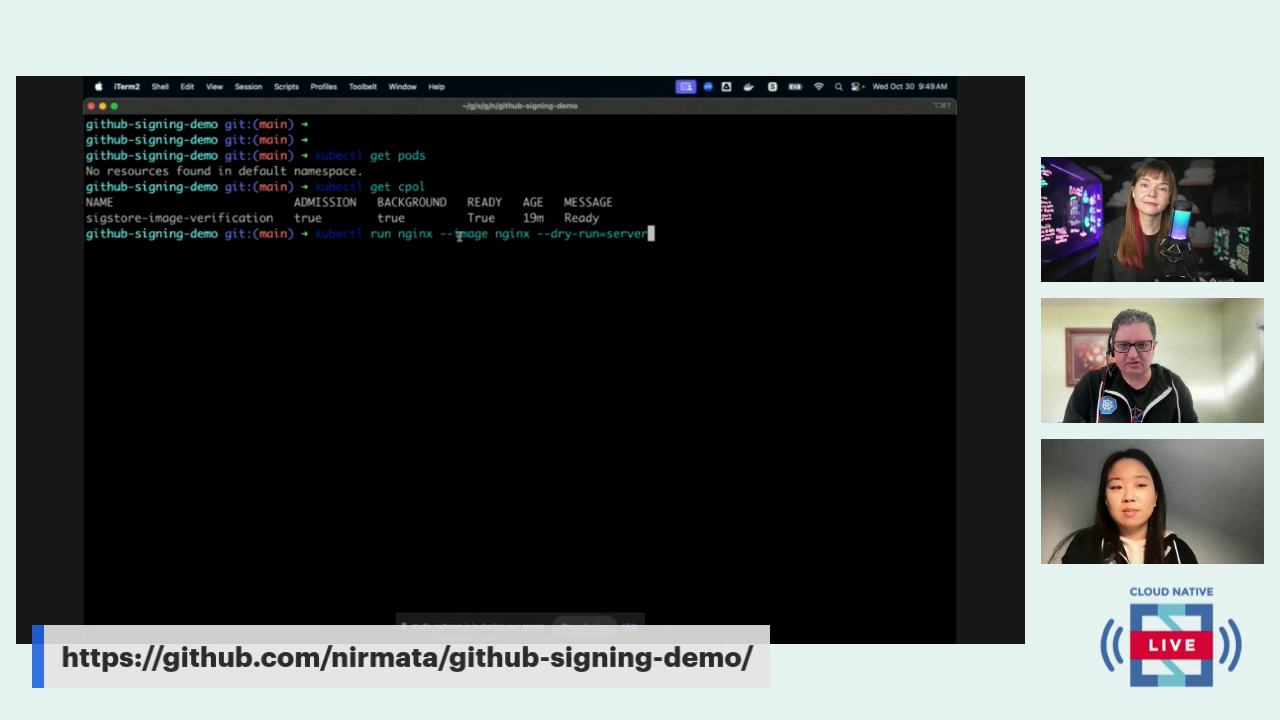 iTerm2 Shell Edit View Session Scripts Profiles Toolbelt Window Help Wed Oct 30 9:49AM
~/g/s/g/n/github-signing-demo
github-signing-demo git:(main) ➜
github-signing-demo git:(main) ➜
github-signing-demo git:(main) ➜ kubectl get pods
No resources found in default namespace.
github-signing-demo git:(main) ➜ kubectl get cpol
NAME ADMISSION BACKGROUND READY AGE MESSAGE
sigstore-image-verification true true True 19m Ready
github-signing-demo git:(main) ➜ kubectl run nginx --image nginx --dry-run=server
https://github.com/nirmata/github-signing-demo/
CLOUD NATIVE
LIVE